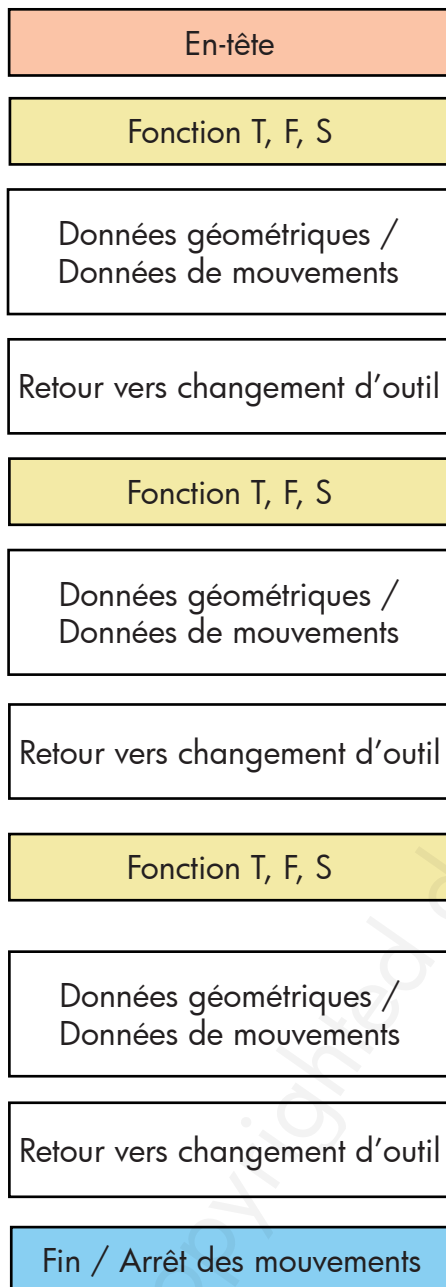 En-tête
Fonction T, F, S
Données géométriques /
Données de mouvements
Retour vers changement d’outil
Fonction T, F, S
Données géométriques /
Données de mouvements
Retour vers changement d’outil
Fonction T, F, S
Données géométriques /
Données de mouvements
Retour vers changement d’outil
Fin / Arrêt des mouvements